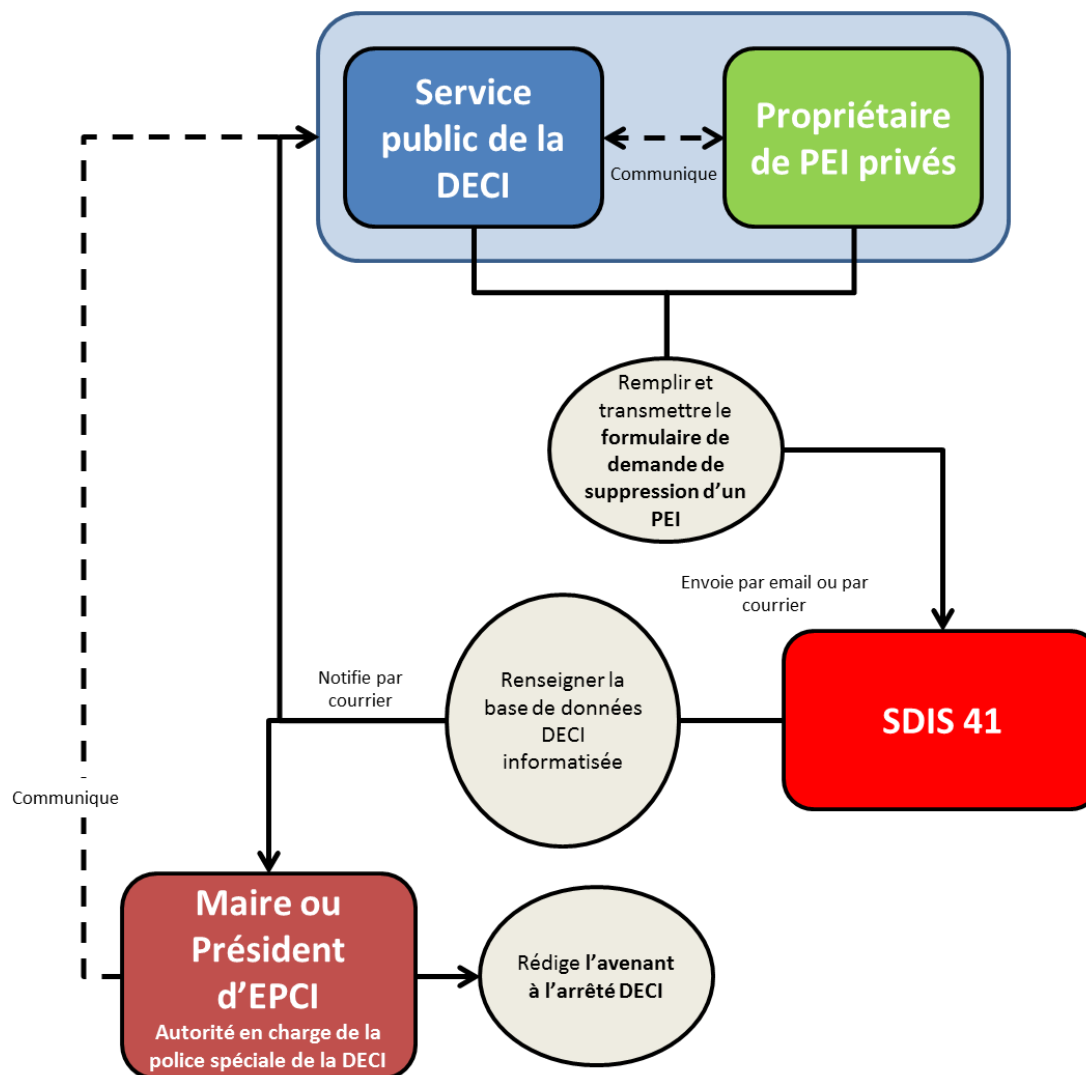 Service
public de la
DECI
Communique
Propriétaire
de PEI privés
Remplir et
transmettre le
formulaire de
demande de
suppression d’un
PEI
Envoie par email ou par
courrier
SDIS 41
Renseigner la
base de données
DECI
informatisée
Notifie par
courrier
Communique
Maire ou
Président
d’EPCI
Autorité en charge de la
police spéciale de la DECI
Rédige l’avenant
à l’arrêté DECI